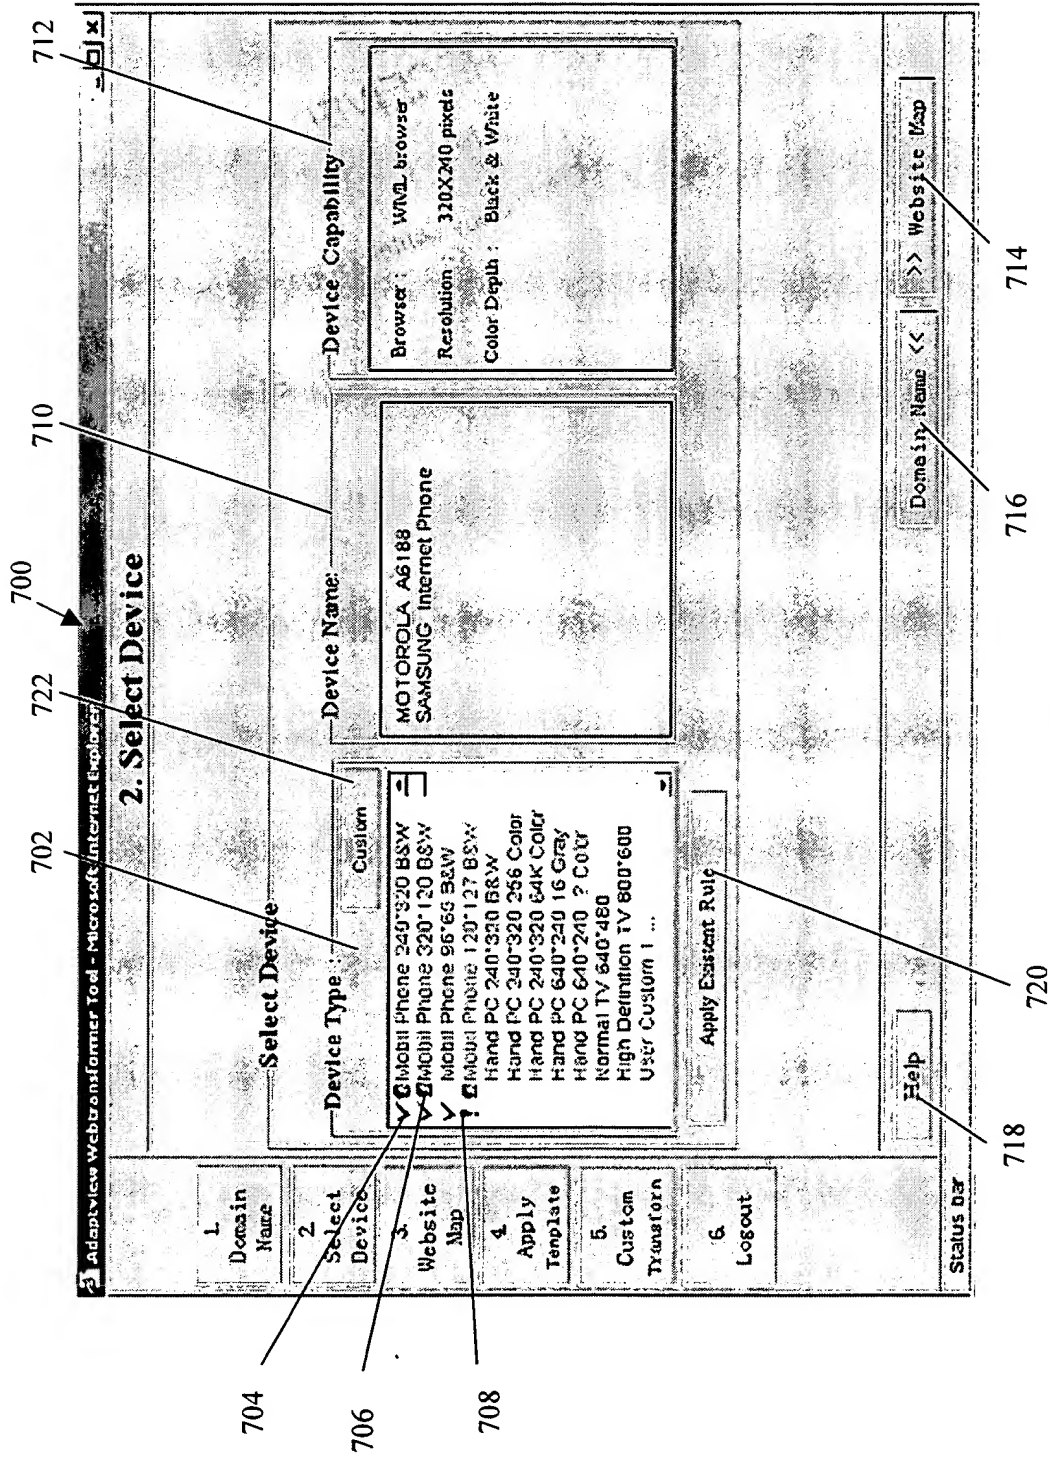 700
702
722
710
712
Adaptview Webtransformer Tool - Microsoft Internet Explorer
2. Select Device
1.
Domain
Name
2.
Select
Device
3.
Website
Map
4.
Apply
Template
5.
Custom
Transform
6.
Logout
Select Device
Device Type :
Custom
Mobil Phone 240*320 B&W
Mobil Phone 320*120 B&W
Mobil Phone 96*65 B&W
! Mobil Phone 120*127 B&W
Hand PC 240*320 B&W
Hand PC 240*320 256 Color
Hand PC 240*320 64K Color
Hand PC 640*240 16 Gray
Hand PC 640*240 ? Color
Normal TV 640*480
High Definition TV 800*600
User Custom 1 ...
Apply Existent Rule
Device Name:
MOTOROLA A6188
SAMSUNG Internet Phone
Device Capability
Browser : WML browser
Resolution : 320X240 pixels
Color Depth : Black & White
Help
Domain Name <<
>> Website Map
Status bar
704
706
708
718
720
716
714